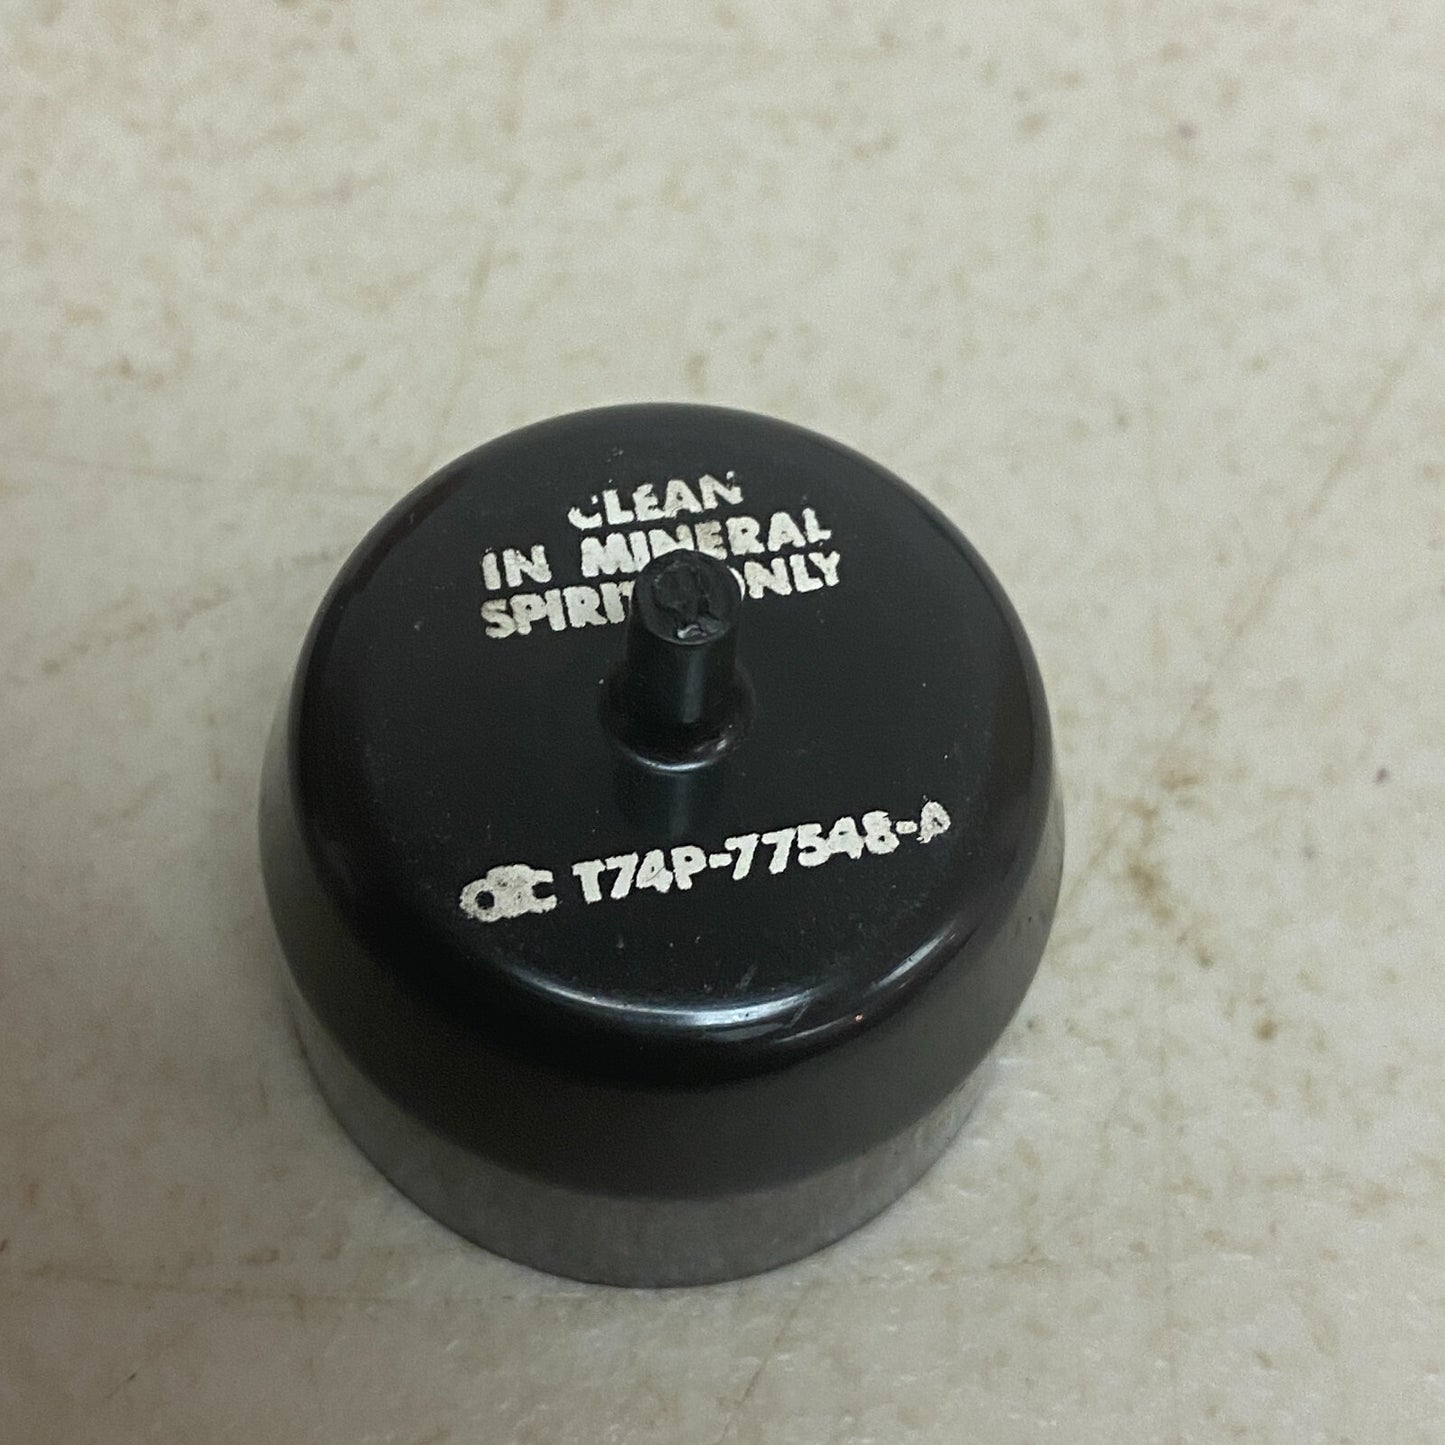 CLEAN
IN MINERAL
SPIRITS ONLY
OTC T74P-77548-A